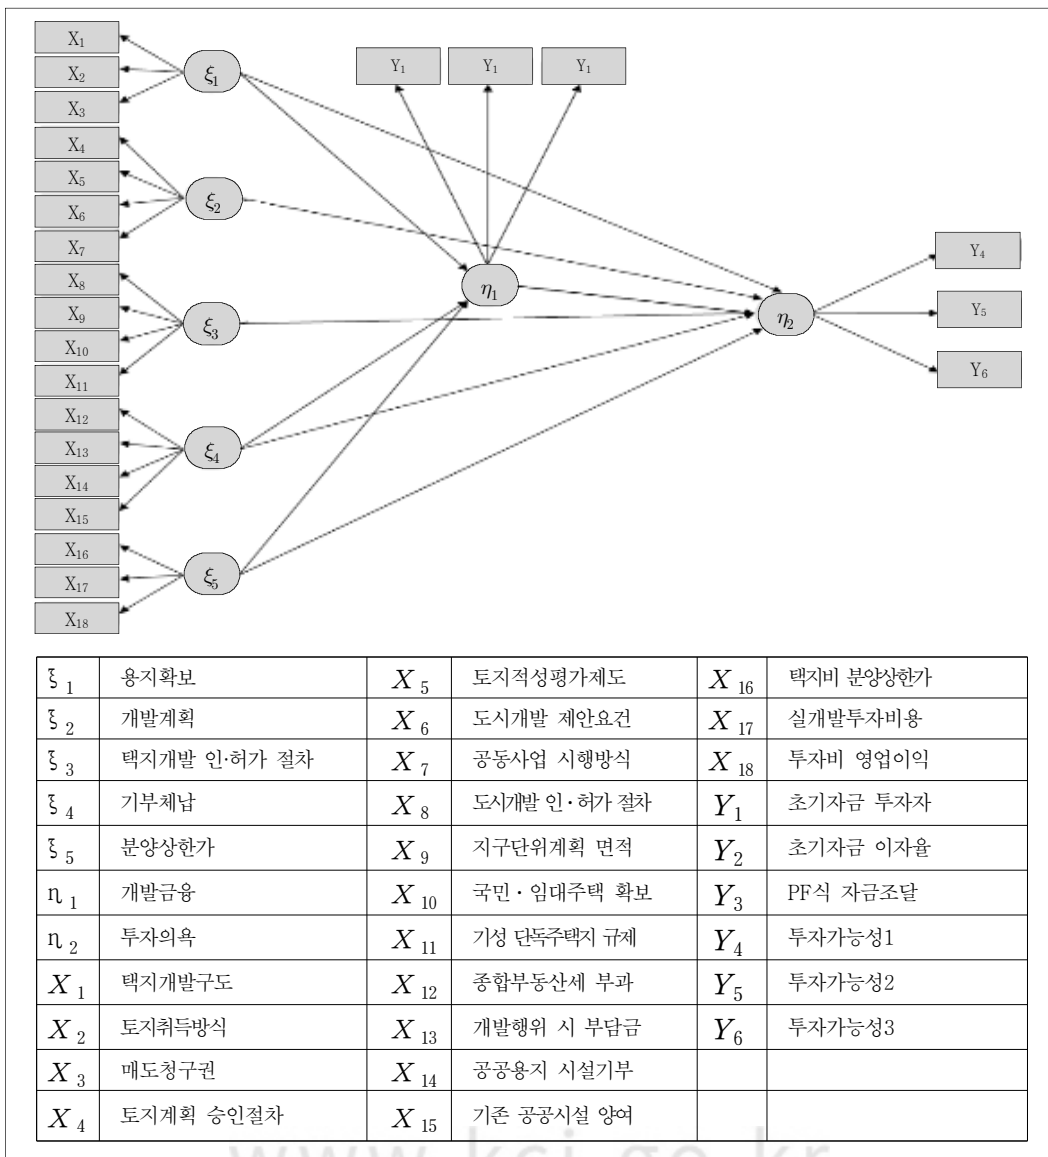 X₁
X₂
X₃
X₄
X₅
X₆
X₇
X₈
X₉
X₁₀
X₁₁
X₁₂
X₁₃
X₁₄
X₁₅
X₁₆
X₁₇
X₁₈
ξ₁
ξ₂
ξ₃
ξ₄
ξ₅
Y₁ Y₁ Y₁
η₁
η₂
Y₄
Y₅
Y₆
ξ₁ 용지확보 X₅ 토지적성평가제도 X₁₆ 택지비 분양상한가
ξ₂ 개발계획 X₆ 도시개발 제안요건 X₁₇ 실개발투자비용
ξ₃ 택지개발 인·허가 절차 X₇ 공동사업 시행방식 X₁₈ 투자비 영업이익
ξ₄ 기부체납 X₈ 도시개발 인·허가 절차 Y₁ 초기자금 투자자
ξ₅ 분양상한가 X₉ 지구단위계획 면적 Y₂ 초기자금 이자율
η₁ 개발금융 X₁₀ 국민·임대주택 확보 Y₃ PF식 자금조달
η₂ 투자의욕 X₁₁ 기성 단독주택지 규제 Y₄ 투자가능성1
X₁ 택지개발구도 X₁₂ 종합부동산세 부과 Y₅ 투자가능성2
X₂ 토지취득방식 X₁₃ 개발행위 시 부담금 Y₆ 투자가능성3
X₃ 매도청구권 X₁₄ 공공용지 시설기부
X₄ 토지계획 승인절차 X₁₅ 기존 공공시설 양여
www.kci.go.kr